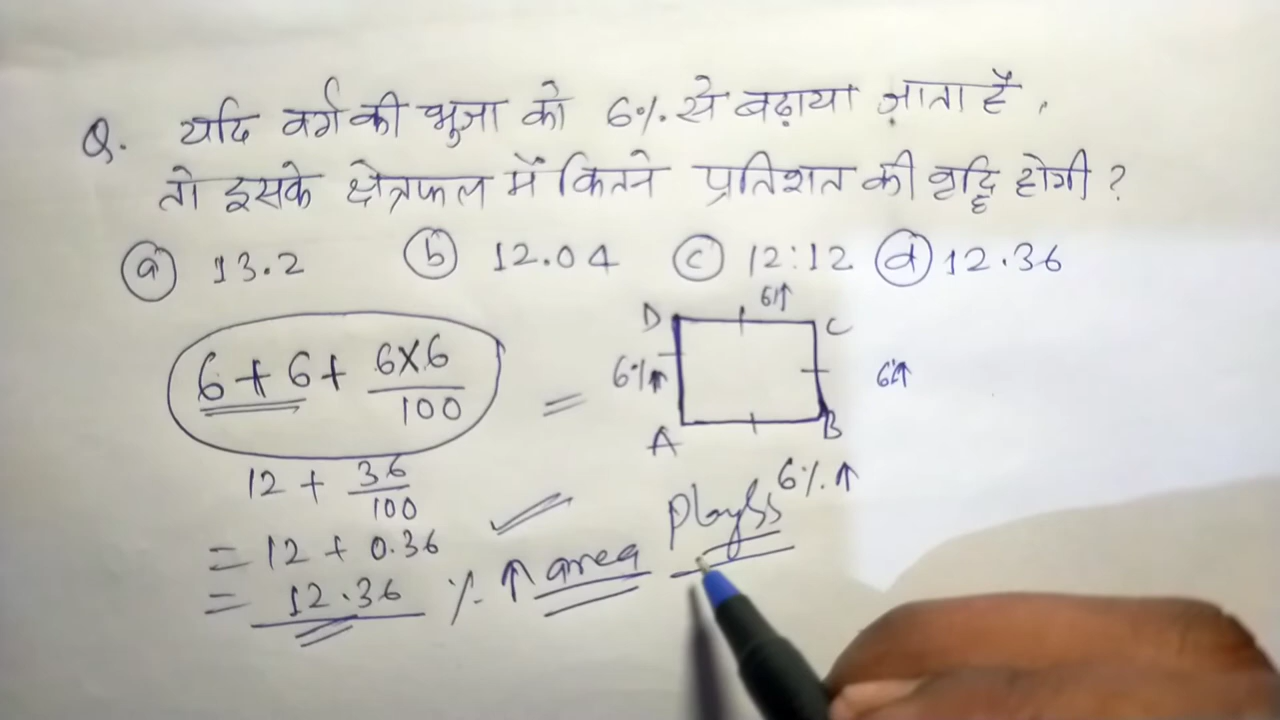 Q. यदि वर्ग की भुजा को 6%. से बढ़ाया जाता है,
तो इसके क्षेत्रफल में कितने प्रतिशत की वृद्धि होगी ?
(a) 13.2 (b) 12.04 (c) 12:12 (d) 12.36
6 + 6 + 6×6/100 =
12 + 36/100
= 12 + 0.36
= 12.36 %. ↑ area
D 6%↑ C
6%↑ 6%↑
A B
6%.↑